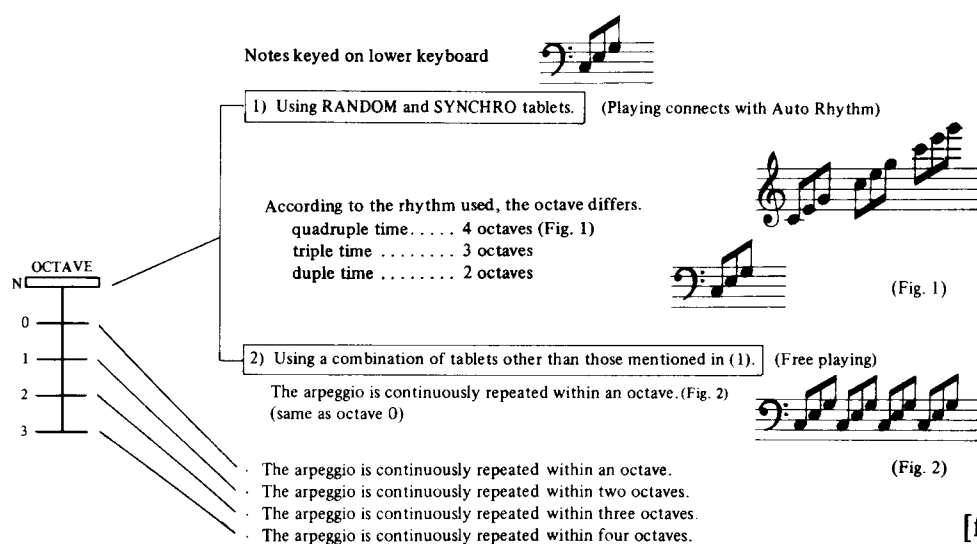 Notes keyed on lower keyboard
1) Using RANDOM and SYNCHRO tablets. (Playing connects with Auto Rhythm)
According to the rhythm used, the octave differs.
quadruple time..... 4 octaves (Fig. 1)
triple time ........ 3 octaves
duple time ........ 2 octaves
(Fig. 1)
OCTAVE
N
0
1
2
3
2) Using a combination of tablets other than those mentioned in (1). (Free playing)
The arpeggio is continuously repeated within an octave. (Fig. 2)
(same as octave 0)
(Fig. 2)
· The arpeggio is continuously repeated within an octave.
· The arpeggio is continuously repeated within two octaves.
· The arpeggio is continuously repeated within three octaves.
· The arpeggio is continuously repeated within four octaves.